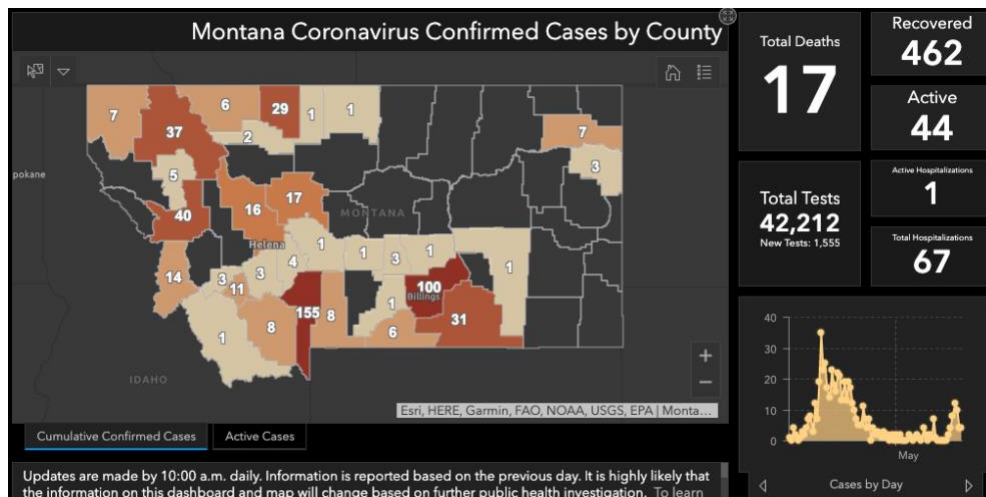 Montana Coronavirus Confirmed Cases by County
7
6
29
1
1
37
2
7
5
3
40
16
17
MONTANA
pokane
Helena
1
1
3
1
1
14
3
3
4
11
155
8
1
100
Billings
31
1
8
6
IDAHO
+
−
Esri, HERE, Garmin, FAO, NOAA, USGS, EPA | Monta...
Cumulative Confirmed Cases
Active Cases
Updates are made by 10:00 a.m. daily. Information is reported based on the previous day. It is highly likely that
the information on this dashboard and map will change based on further public health investigation. To learn
Total Deaths
17
Recovered
462
Active
44
Total Tests
42,212
New Tests: 1,555
Active Hospitalizations
1
Total Hospitalizations
67
40
30
20
10
0
May
Cases by Day